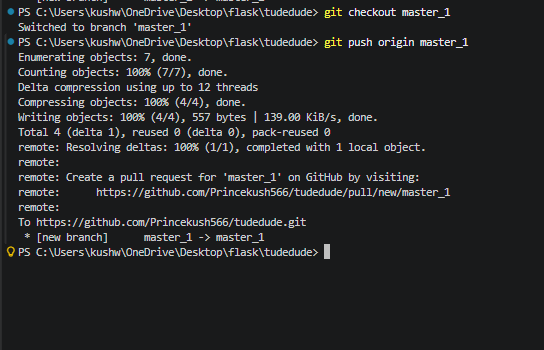 PS C:\Users\kushw\OneDrive\Desktop\flask\tudedude> git checkout master_1
Switched to branch 'master_1'
PS C:\Users\kushw\OneDrive\Desktop\flask\tudedude> git push origin master_1
Enumerating objects: 7, done.
Counting objects: 100% (7/7), done.
Delta compression using up to 12 threads
Compressing objects: 100% (4/4), done.
Writing objects: 100% (4/4), 557 bytes | 139.00 KiB/s, done.
Total 4 (delta 1), reused 0 (delta 0), pack-reused 0
remote: Resolving deltas: 100% (1/1), completed with 1 local object.
remote:
remote: Create a pull request for 'master_1' on GitHub by visiting:
remote:      https://github.com/Princekush566/tudedude/pull/new/master_1
remote:
To https://github.com/Princekush566/tudedude.git
 * [new branch]      master_1 -> master_1
PS C:\Users\kushw\OneDrive\Desktop\flask\tudedude>